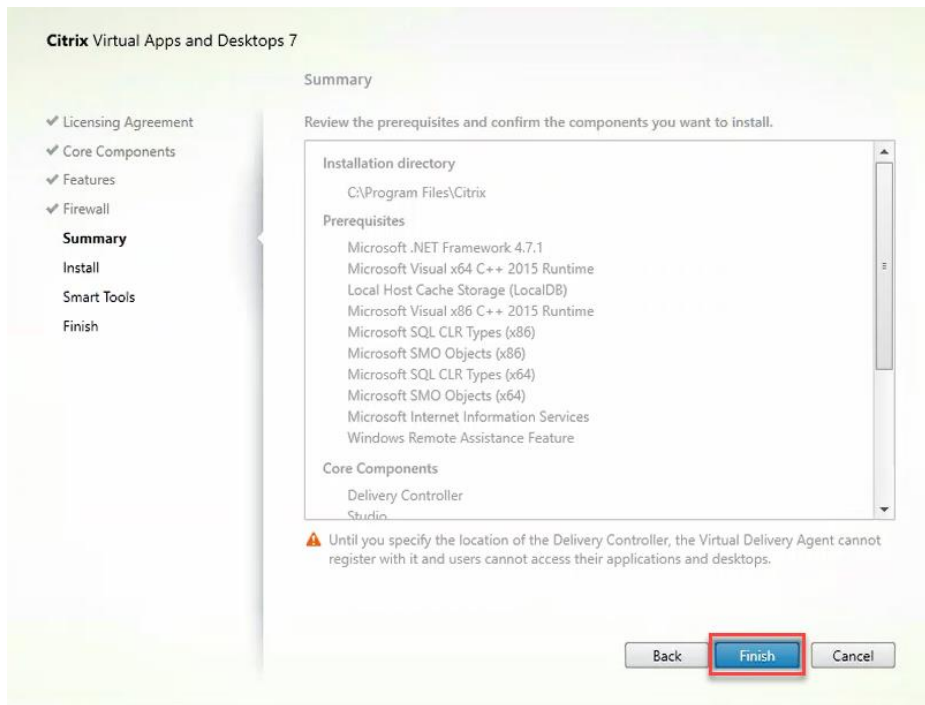 Citrix Virtual Apps and Desktops 7
Summary
Licensing Agreement
Core Components
Features
Firewall
Summary
Install
Smart Tools
Finish
Review the prerequisites and confirm the components you want to install.
Installation directory
C:\Program Files\Citrix
Prerequisites
Microsoft .NET Framework 4.7.1
Microsoft Visual x64 C++ 2015 Runtime
Local Host Cache Storage (LocalDB)
Microsoft Visual x86 C++ 2015 Runtime
Microsoft SQL CLR Types (x86)
Microsoft SMO Objects (x86)
Microsoft SQL CLR Types (x64)
Microsoft SMO Objects (x64)
Microsoft Internet Information Services
Windows Remote Assistance Feature
Core Components
Delivery Controller
Studio
Until you specify the location of the Delivery Controller, the Virtual Delivery Agent cannot
register with it and users cannot access their applications and desktops.
Back
Finish
Cancel